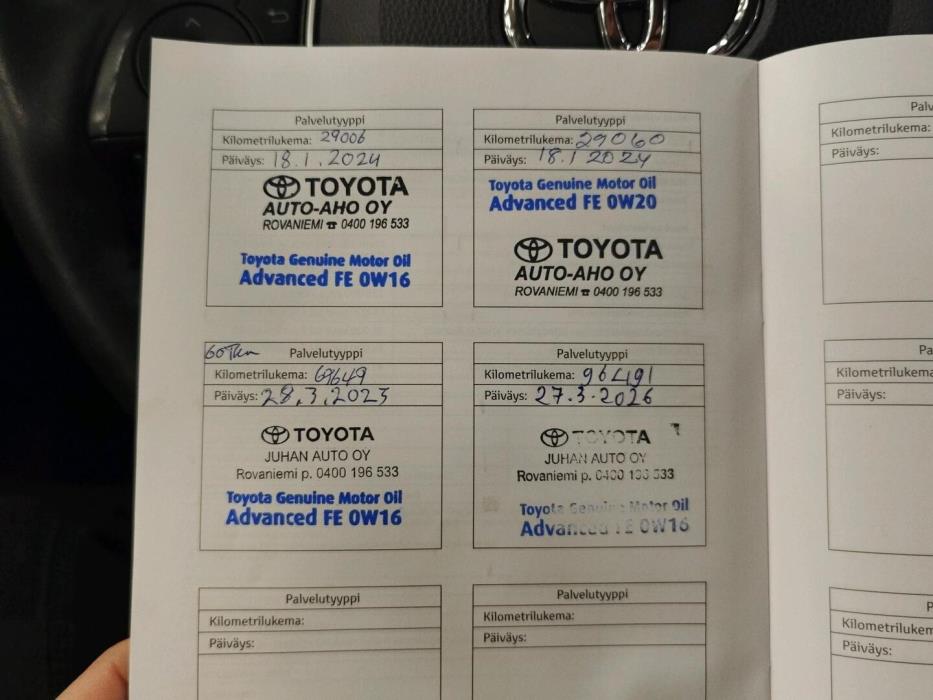 Palvelutyyppi
Kilometrilukema: 29006
Päiväys: 18.1.2024
TOYOTA
AUTO-AHO OY
ROVANIEMI ☎ 0400 196 533
Toyota Genuine Motor Oil
Advanced FE 0W16
Palvelutyyppi
Kilometrilukema: 29060
Päiväys: 18.1 2024
Toyota Genuine Motor Oil
Advanced FE 0W20
TOYOTA
AUTO-AHO OY
ROVANIEMI ☎ 0400 196 533
60Tkm Palvelutyyppi
Kilometrilukema: 69649
Päiväys: 28.3.2025
TOYOTA
JUHAN AUTO OY
Rovaniemi p. 0400 196 533
Toyota Genuine Motor Oil
Advanced FE 0W16
Palvelutyyppi
Kilometrilukema: 96491
Päiväys: 27.3.2026
TOYOTA
JUHAN AUTO OY
Rovaniemi p. 0400 196 533
Toyota Genuine Motor Oil
Advanced FE 0W16
Palvelutyyppi
Kilometrilukema:
Päiväys:
Palvelutyyppi
Kilometrilukema:
Päiväys:
Palv
Kilometrilukema:
Päiväys:
Pa
Kilometrilukema
Päiväys:
P
Kilometrilukem
Päiväys: